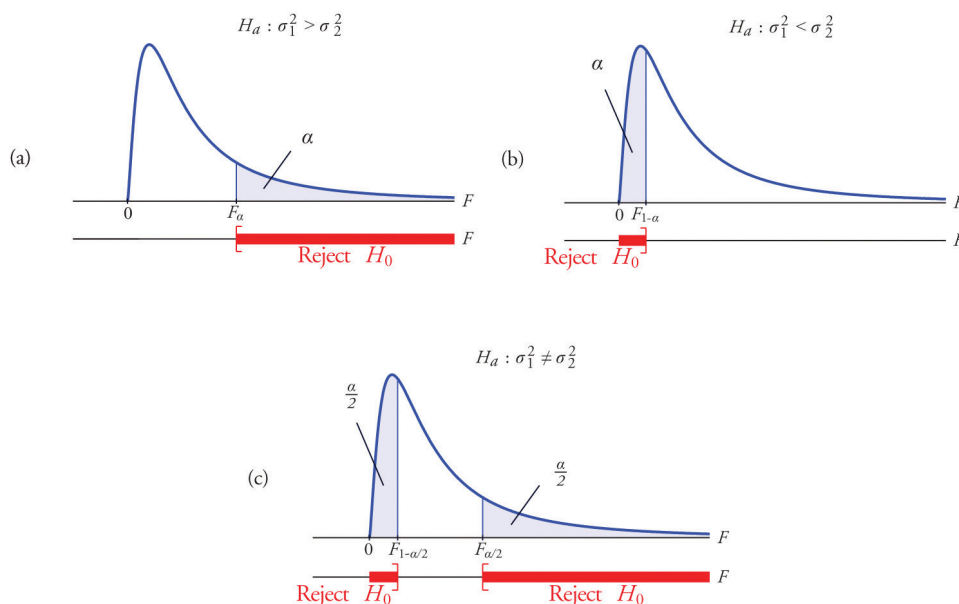 Hₐ : σ₁² > σ₂²
α
(a)
F
0 Fα
F
Reject H₀
Hₐ : σ₁² < σ₂²
α
(b)
0 F₁₋α
Reject H₀
Hₐ : σ₁² ≠ σ₂²
α/2
α/2
(c)
F
0 F₁₋α/₂ Fα/₂
F
Reject H₀ Reject H₀